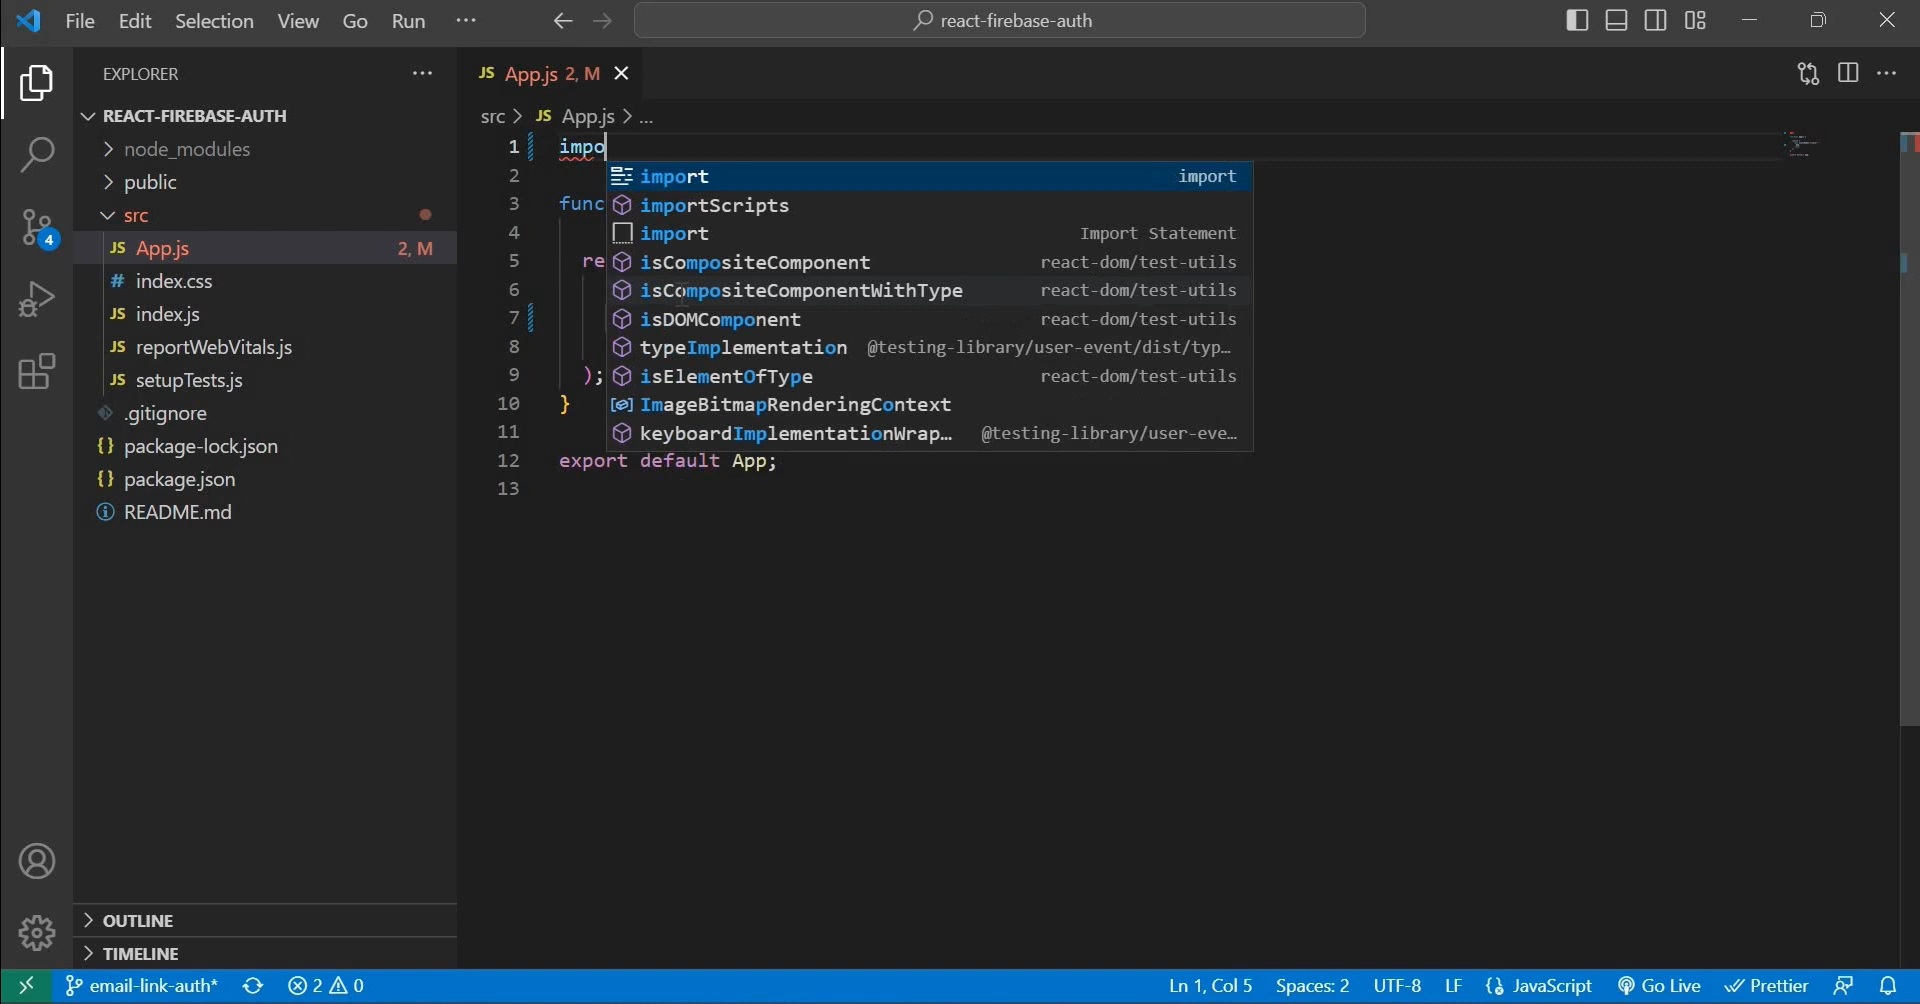 File Edit Selection View Go Run ··· react-firebase-auth
EXPLORER ···
REACT-FIREBASE-AUTH
node_modules
public
src
JS App.js 2, M
# index.css
JS index.js
JS reportWebVitals.js
JS setupTests.js
.gitignore
{} package-lock.json
{} package.json
README.md
OUTLINE
TIMELINE
4
JS App.js 2, M
src > JS App.js > ...
1 impo
2
3 func
4
5 re
6
7
8
9 );
10 }
11
12 export default App;
13
import import
importScripts
import Import Statement
isCompositeComponent react-dom/test-utils
isCompositeComponentWithType react-dom/test-utils
isDOMComponent react-dom/test-utils
typeImplementation @testing-library/user-event/dist/typ…
isElementOfType react-dom/test-utils
ImageBitmapRenderingContext
keyboardImplementationWrap… @testing-library/user-eve…
email-link-auth* 2 0 Ln 1, Col 5 Spaces: 2 UTF-8 LF {} JavaScript Go Live Prettier